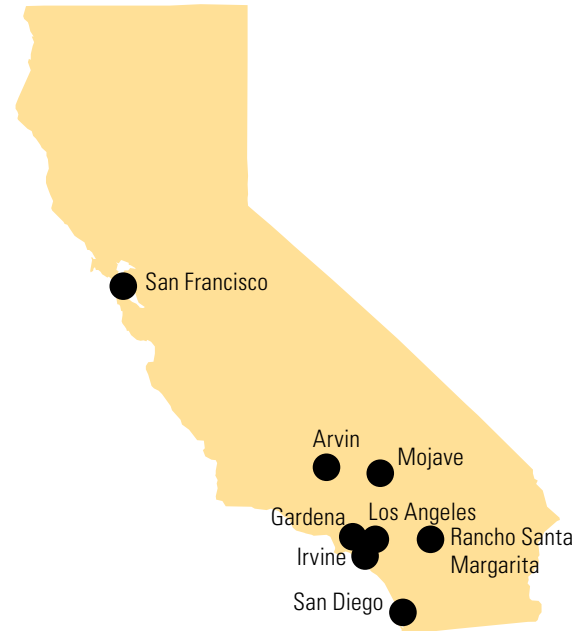 San Francisco
Arvin
Mojave
Gardena
Los Angeles
Irvine
Rancho Santa
Margarita
San Diego